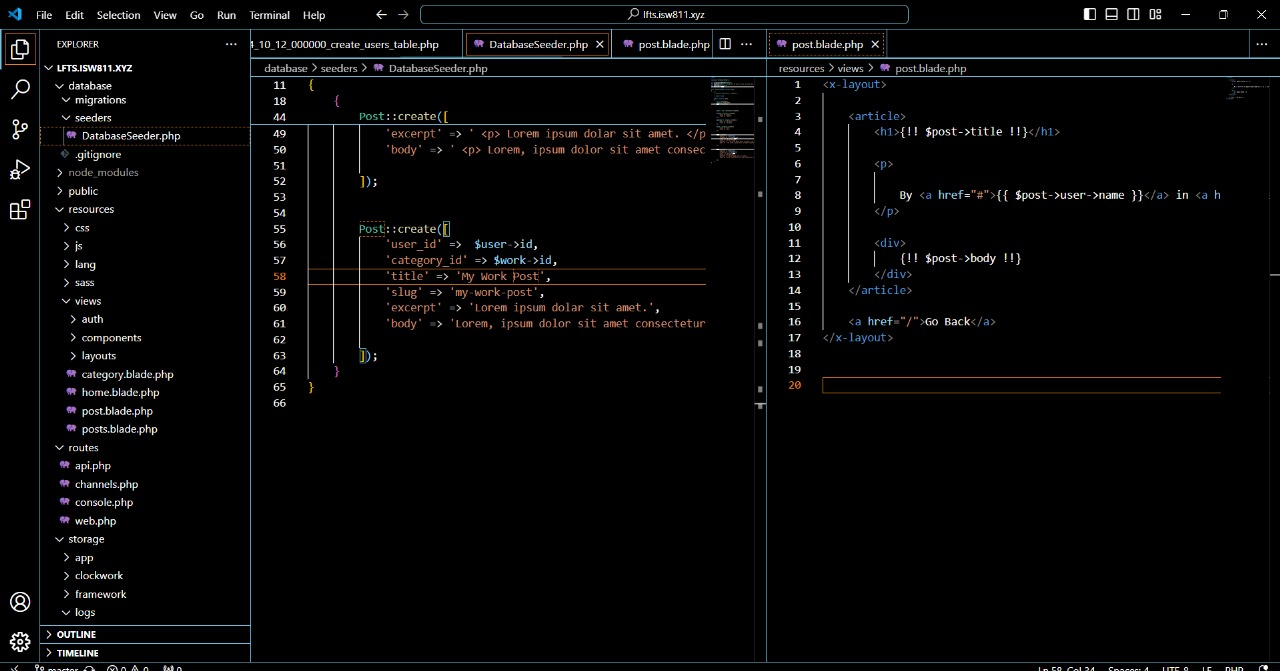 File Edit Selection View Go Run Terminal Help
lfts.isw811.xyz
EXPLORER
LFTS.ISW811.XYZ
database
migrations
seeders
DatabaseSeeder.php
.gitignore
node_modules
public
resources
css
js
lang
sass
views
auth
components
layouts
category.blade.php
home.blade.php
post.blade.php
posts.blade.php
routes
api.php
channels.php
console.php
web.php
storage
app
clockwork
framework
logs
OUTLINE
TIMELINE
4_10_12_000000_create_users_table.php DatabaseSeeder.php post.blade.php
database > seeders > DatabaseSeeder.php
11 {
18 {
44 Post::create([
49 'excerpt' => ' <p> Lorem ipsum dolar sit amet. </p
50 'body' => ' <p> Lorem, ipsum dolor sit amet consec
51
52 ]);
53
54
55 Post::create([
56 'user_id' => $user->id,
57 'category_id' => $work->id,
58 'title' => 'My Work Post',
59 'slug' => 'my-work-post',
60 'excerpt' => 'Lorem ipsum dolar sit amet.',
61 'body' => 'Lorem, ipsum dolor sit amet consectetur
62
63 ]);
64 }
65 }
66
post.blade.php
resources > views > post.blade.php
1 <x-layout>
2
3 <article>
4 <h1>{!! $post->title !!}</h1>
5
6 <p>
7
8 By <a href="#">{{ $post->user->name }}</a> in <a h
9 </p>
10
11 <div>
12 {!! $post->body !!}
13 </div>
14 </article>
15
16 <a href="/">Go Back</a>
17 </x-layout>
18
19
20
master 0 0 0
Ln 58, Col 34 Spaces: 4 UTF-8 LF PHP